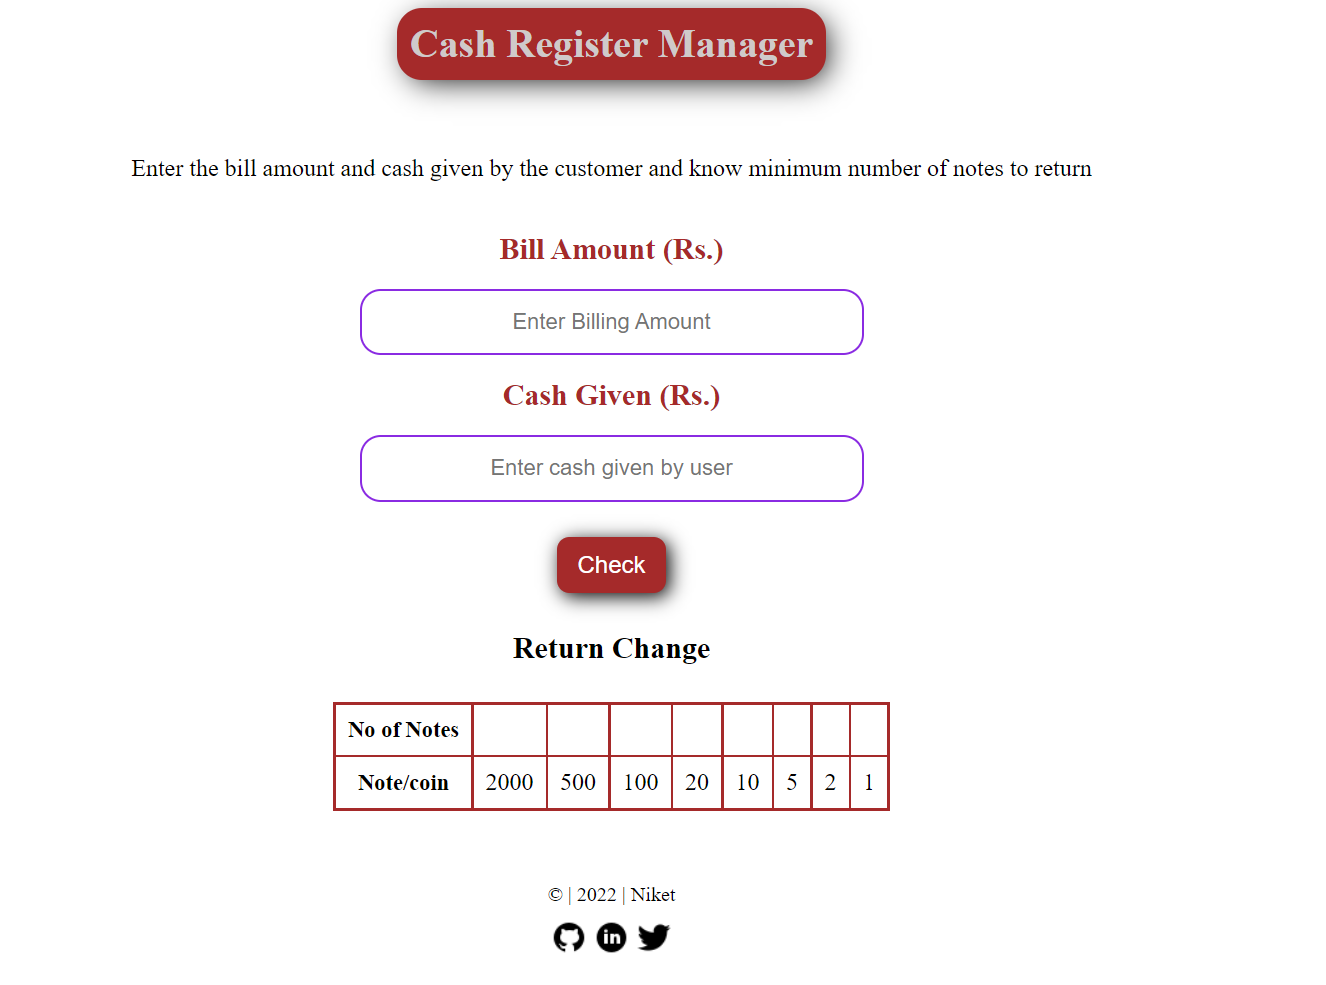 Cash Register Manager
Enter the bill amount and cash given by the customer and know minimum number of notes to return
Bill Amount (Rs.)
Enter Billing Amount
Cash Given (Rs.)
Enter cash given by user
Check
Return Change
No of Notes
Note/coin 2000 500 100 20 10 5 2 1
© | 2022 | Niket
in